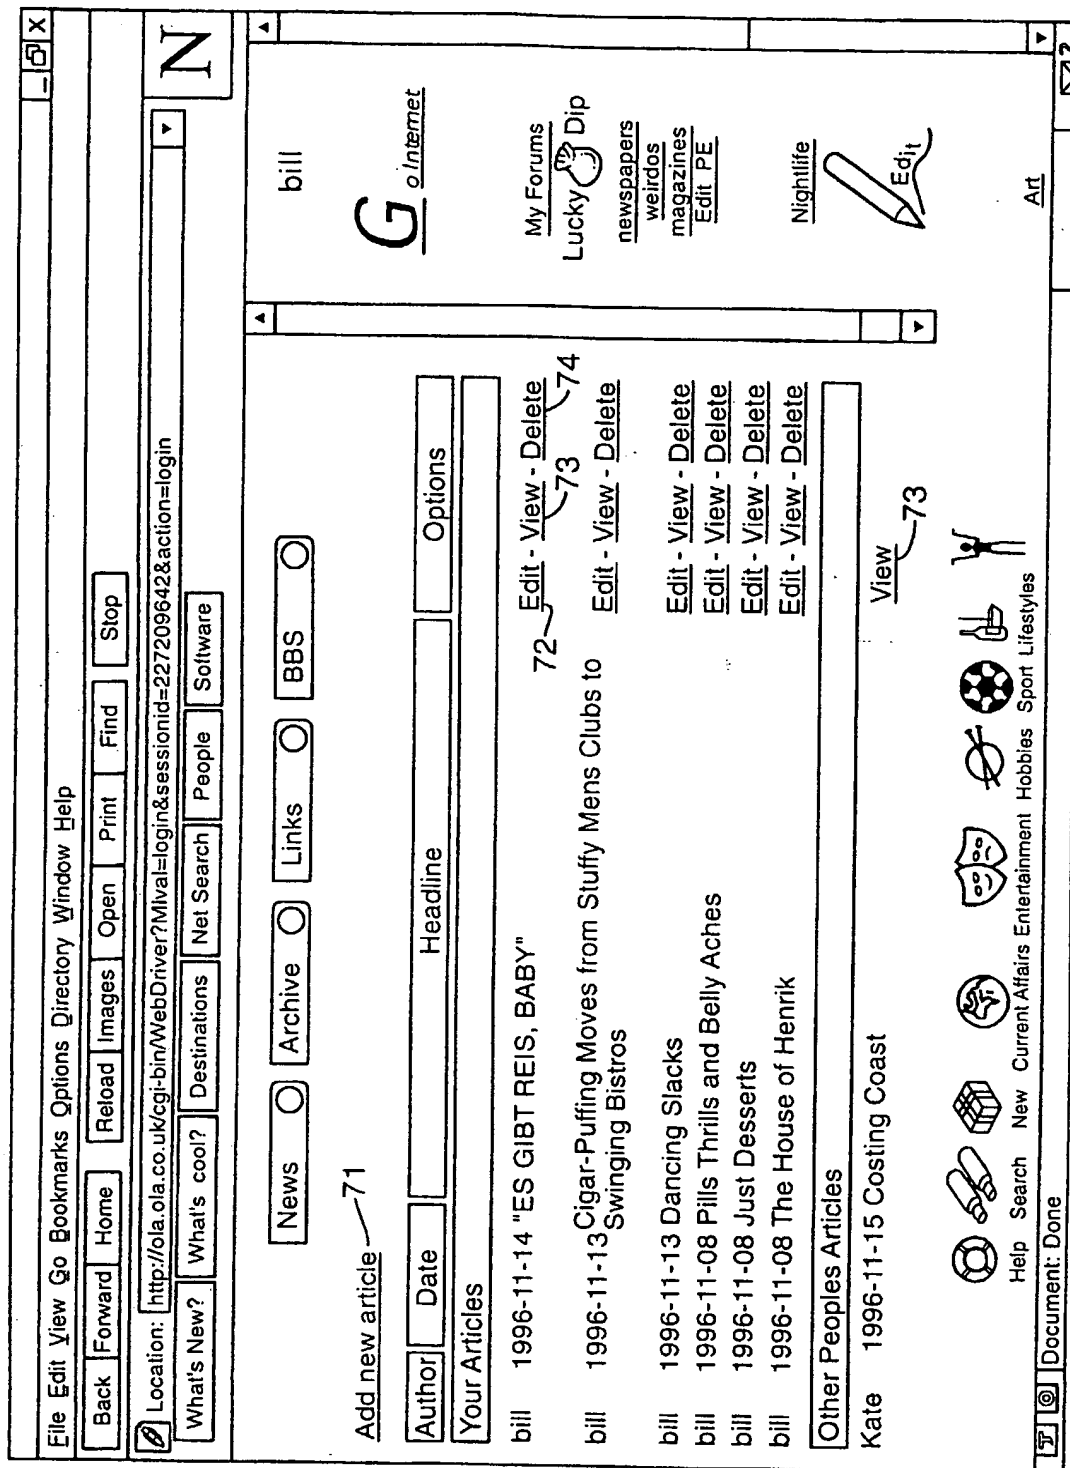 File Edit View Go Bookmarks Options Directory Window Help
Back Forward Home Reload Images Open Print Find Stop
Location: http://ola.ola.co.uk/cgi-bin/WebDriver?MIval=login&sessionid=227209642&action=login
N
What's New? What's cool? Destinations Net Search People Software
News Archive Links BBS
bill
Add new article 71
G o Internet
Author Date Headline Options
Your Articles
bill 1996-11-14 "ES GIBT REIS, BABY" Edit - View - Delete
72 73 74
bill 1996-11-13 Cigar-Puffing Moves from Stuffy Mens Clubs to Edit - View - Delete
Swinging Bistros
bill 1996-11-13 Dancing Slacks Edit - View - Delete
bill 1996-11-08 Pills Thrills and Belly Aches Edit - View - Delete
bill 1996-11-08 Just Desserts Edit - View - Delete
bill 1996-11-08 The House of Henrik Edit - View - Delete
Other Peoples Articles
Kate 1996-11-15 Costing Coast View
73
My Forums
Lucky Dip
newspapers
weirdos
magazines
Edit PE
Nightlife
Edit
Art
Help Search New Current Affairs Entertainment Hobbies Sport Lifestyles
Document: Done
?